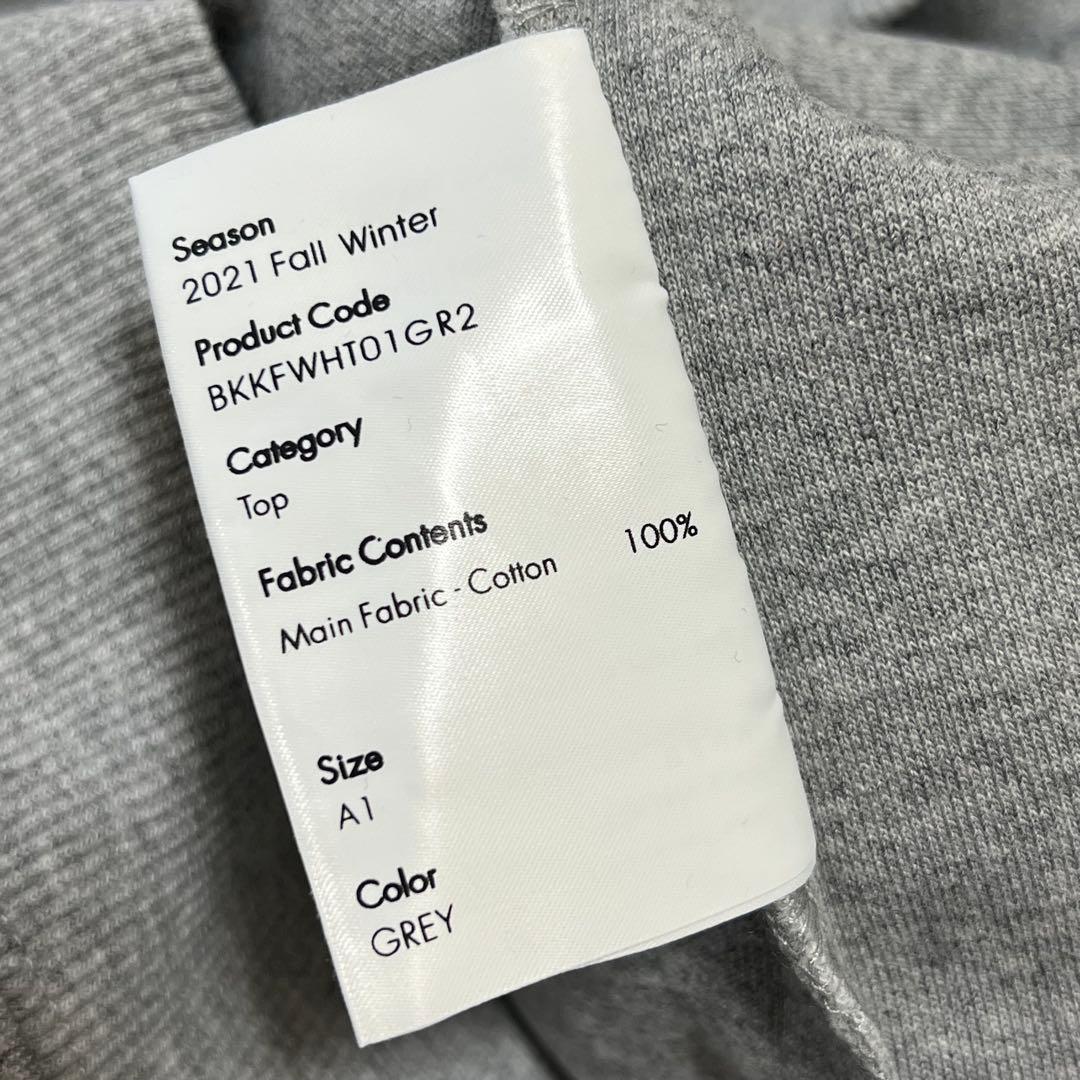 Season
2021 Fall Winter
Product Code
BKKFWHT01GR2
Category
Top
Fabric Contents
Main Fabric - Cotton 100%
Size
A1
Color
GREY